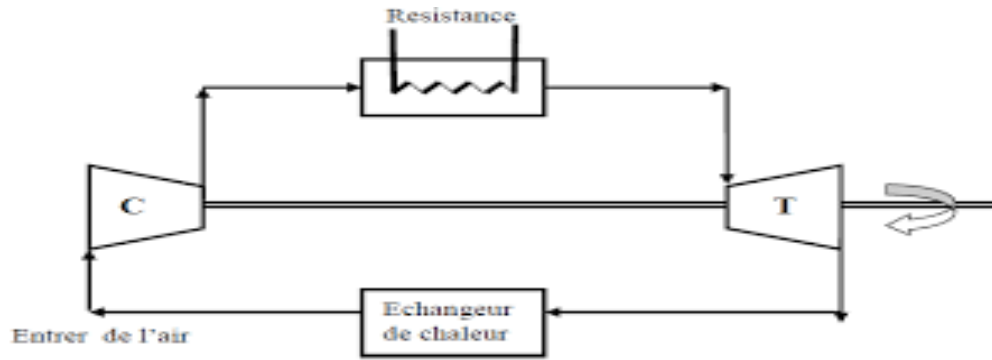 Resistance
C
T
Echangeur
de chaleur
Entrer de l'air